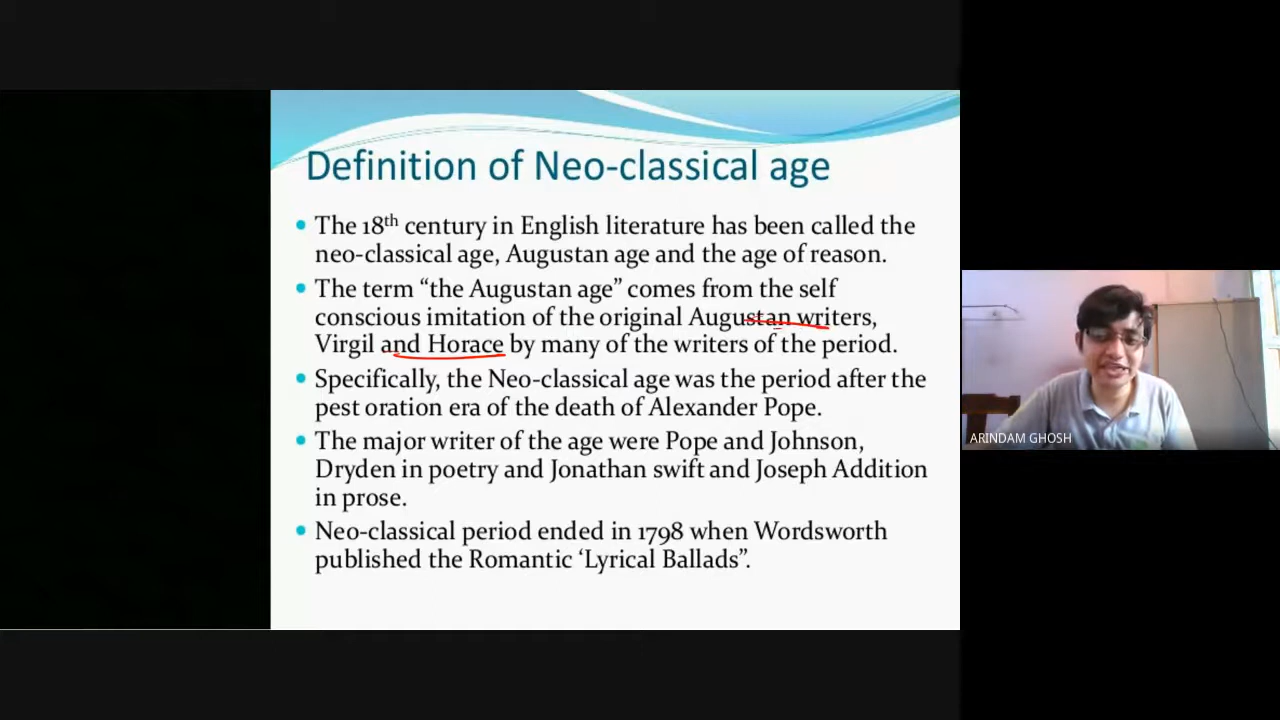 Definition of Neo-classical age
• The 18th century in English literature has been called the
neo-classical age, Augustan age and the age of reason.
• The term “the Augustan age” comes from the self
conscious imitation of the original Augustan writers,
Virgil and Horace by many of the writers of the period.
• Specifically, the Neo-classical age was the period after the
pest oration era of the death of Alexander Pope.
• The major writer of the age were Pope and Johnson,
Dryden in poetry and Jonathan swift and Joseph Addition
in prose.
• Neo-classical period ended in 1798 when Wordsworth
published the Romantic ‘Lyrical Ballads”.
ARINDAM GHOSH